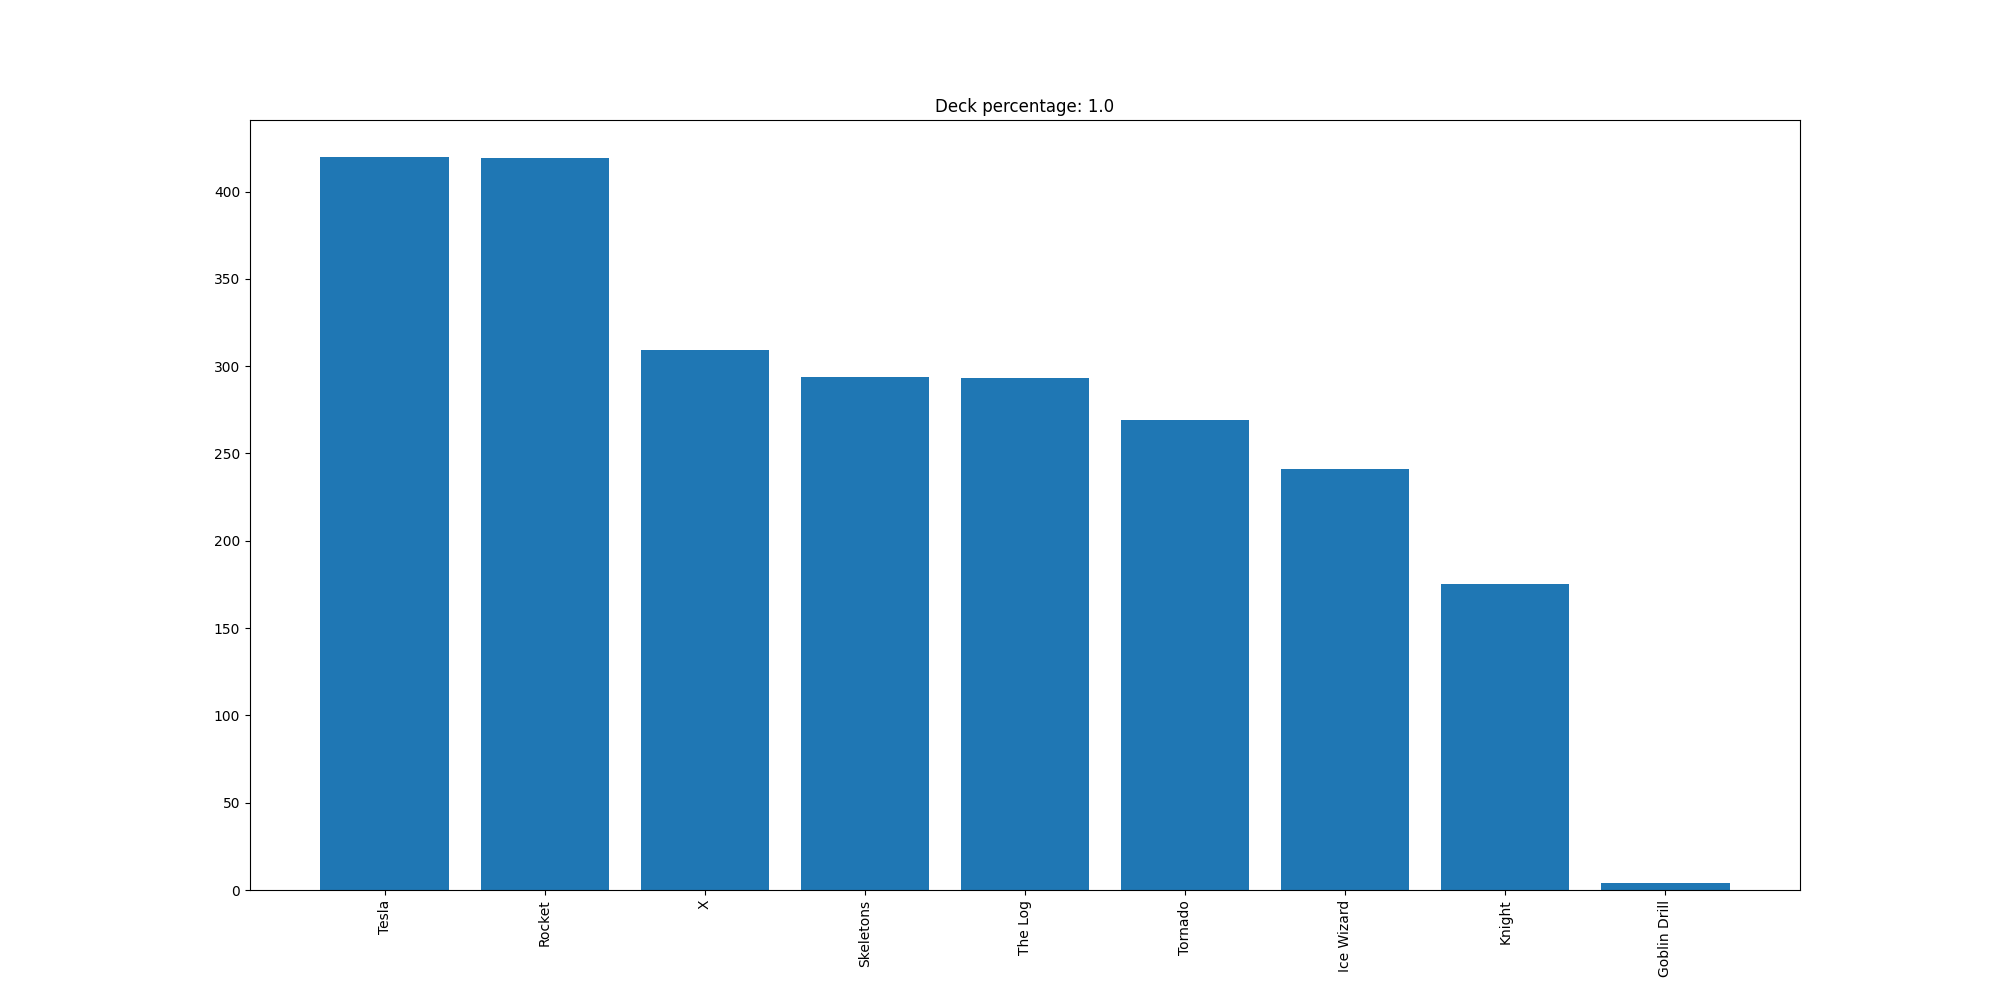 Deck percentage: 1.0
400
350
300
250
200
150
100
50
0
Tesla
Rocket
X
Skeletons
The Log
Tornado
Ice Wizard
Knight
Goblin Drill